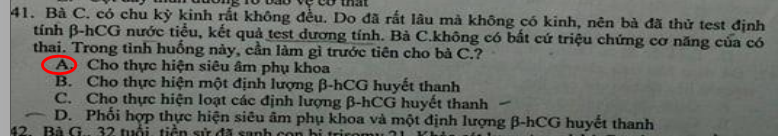 41. Bà C. có chu kỳ kinh rất không đều. Do đã rất lâu mà không có kinh, nên bà đã thử test định
tính β-hCG nước tiểu, kết quả test dương tính. Bà C.không có bất cứ triệu chứng cơ năng của có
thai. Trong tình huống này, cần làm gì trước tiên cho bà C.?
A. Cho thực hiện siêu âm phụ khoa
B. Cho thực hiện một định lượng β-hCG huyết thanh
C. Cho thực hiện loạt các định lượng β-hCG huyết thanh
D. Phối hợp thực hiện siêu âm phụ khoa và một định lượng β-hCG huyết thanh
42. Bà G., 32 tuổi, tiền sử đã sanh con bị trisomy 21.